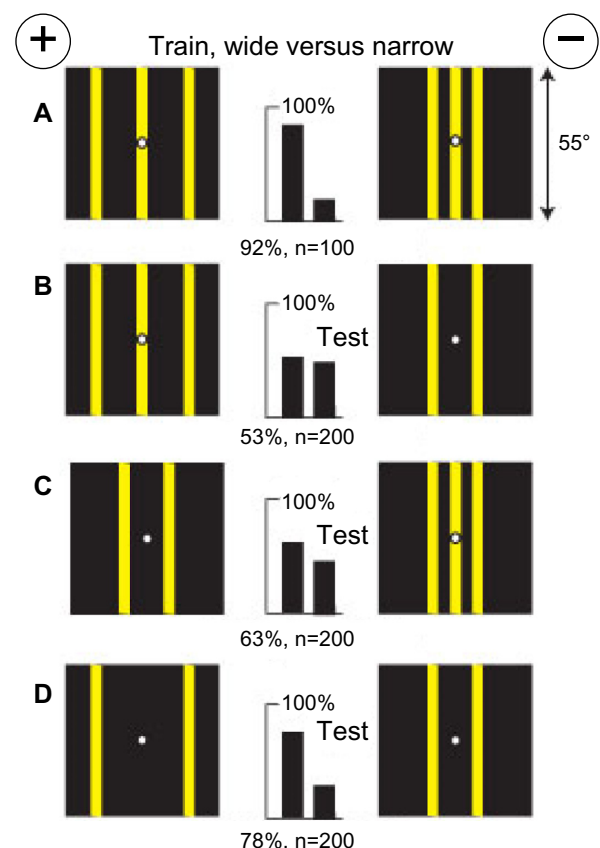 + Train, wide versus narrow −
A
100%
55°
92%, n=100
B
100%
Test
53%, n=200
C
100%
Test
63%, n=200
D
100%
Test
78%, n=200